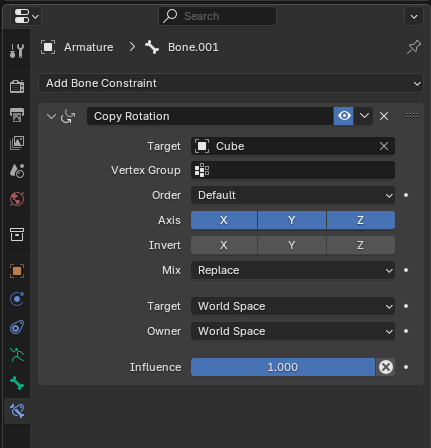 Search
Armature > Bone.001
Add Bone Constraint
Copy Rotation
Target Cube
Vertex Group
Order Default
Axis X Y Z
Invert X Y Z
Mix Replace
Target World Space
Owner World Space
Influence 1.000